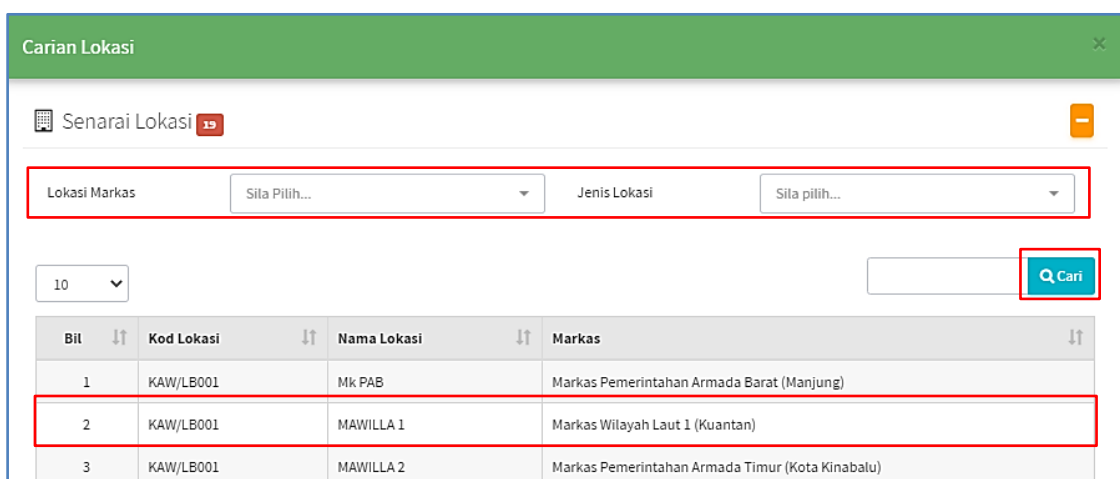 Carian Lokasi ×
Senarai Lokasi 19
Lokasi Markas Sila Pilih... Jenis Lokasi Sila pilih...
10 Cari
Bil Kod Lokasi Nama Lokasi Markas
1 KAW/LB001 Mk PAB Markas Pemerintahan Armada Barat (Manjung)
2 KAW/LB001 MAWILLA 1 Markas Wilayah Laut 1 (Kuantan)
3 KAW/LB001 MAWILLA 2 Markas Pemerintahan Armada Timur (Kota Kinabalu)